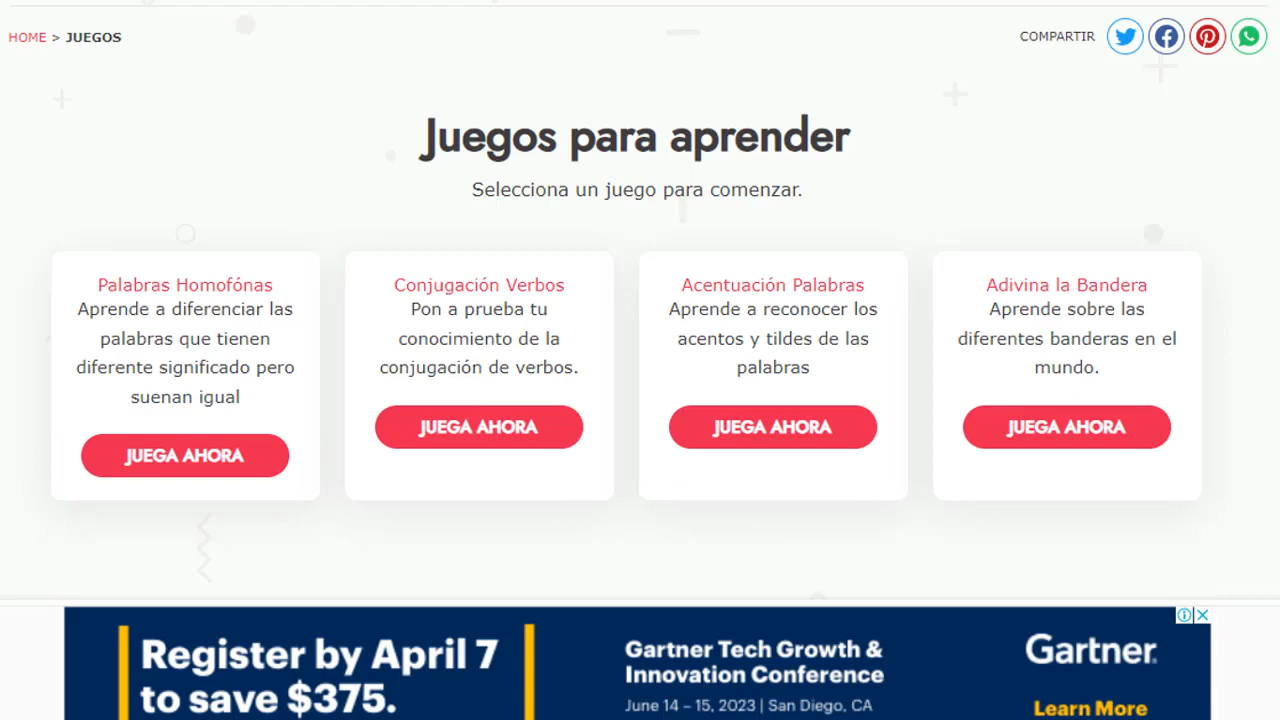 HOME > JUEGOS
COMPARTIR
Juegos para aprender
Selecciona un juego para comenzar.
Palabras Homofónas
Aprende a diferenciar las
palabras que tienen
diferente significado pero
suenan igual
JUEGA AHORA
Conjugación Verbos
Pon a prueba tu
conocimiento de la
conjugación de verbos.
JUEGA AHORA
Acentuación Palabras
Aprende a reconocer los
acentos y tildes de las
palabras
JUEGA AHORA
Adivina la Bandera
Aprende sobre las
diferentes banderas en el
mundo.
JUEGA AHORA
Register by April 7
to save $375.
Gartner Tech Growth &
Innovation Conference
June 14 – 15, 2023 | San Diego, CA
Gartner.
Learn More